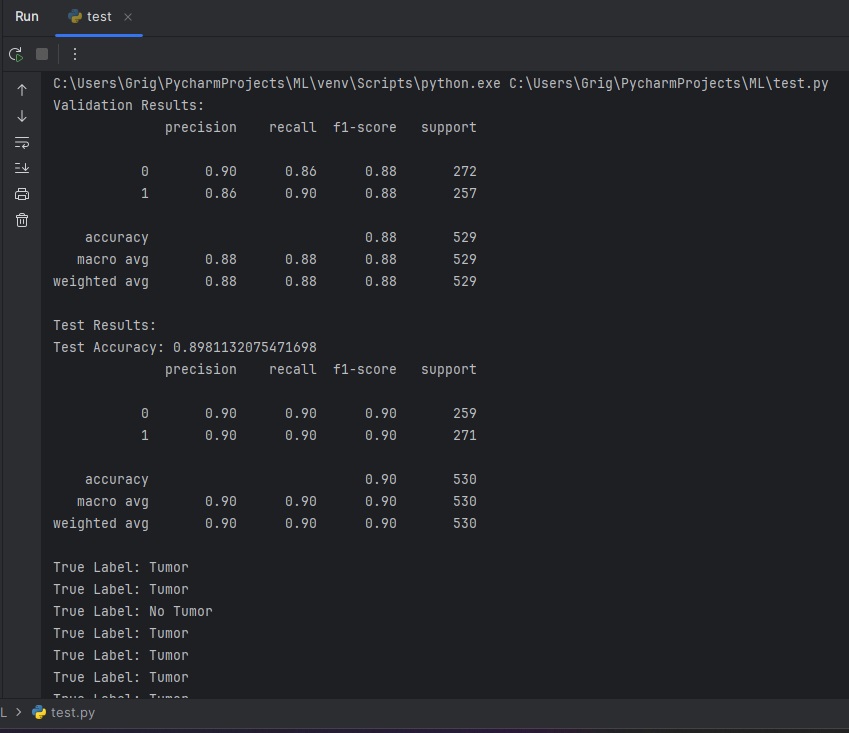 Run test
C:\Users\Grig\PycharmProjects\ML\venv\Scripts\python.exe C:\Users\Grig\PycharmProjects\ML\test.py
Validation Results:
precision recall f1-score support
0 0.90 0.86 0.88 272
1 0.86 0.90 0.88 257
accuracy 0.88 529
macro avg 0.88 0.88 0.88 529
weighted avg 0.88 0.88 0.88 529
Test Results:
Test Accuracy: 0.8981132075471698
precision recall f1-score support
0 0.90 0.90 0.90 259
1 0.90 0.90 0.90 271
accuracy 0.90 530
macro avg 0.90 0.90 0.90 530
weighted avg 0.90 0.90 0.90 530
True Label: Tumor
True Label: Tumor
True Label: No Tumor
True Label: Tumor
True Label: Tumor
True Label: Tumor
True Label: Tumor
L > test.py